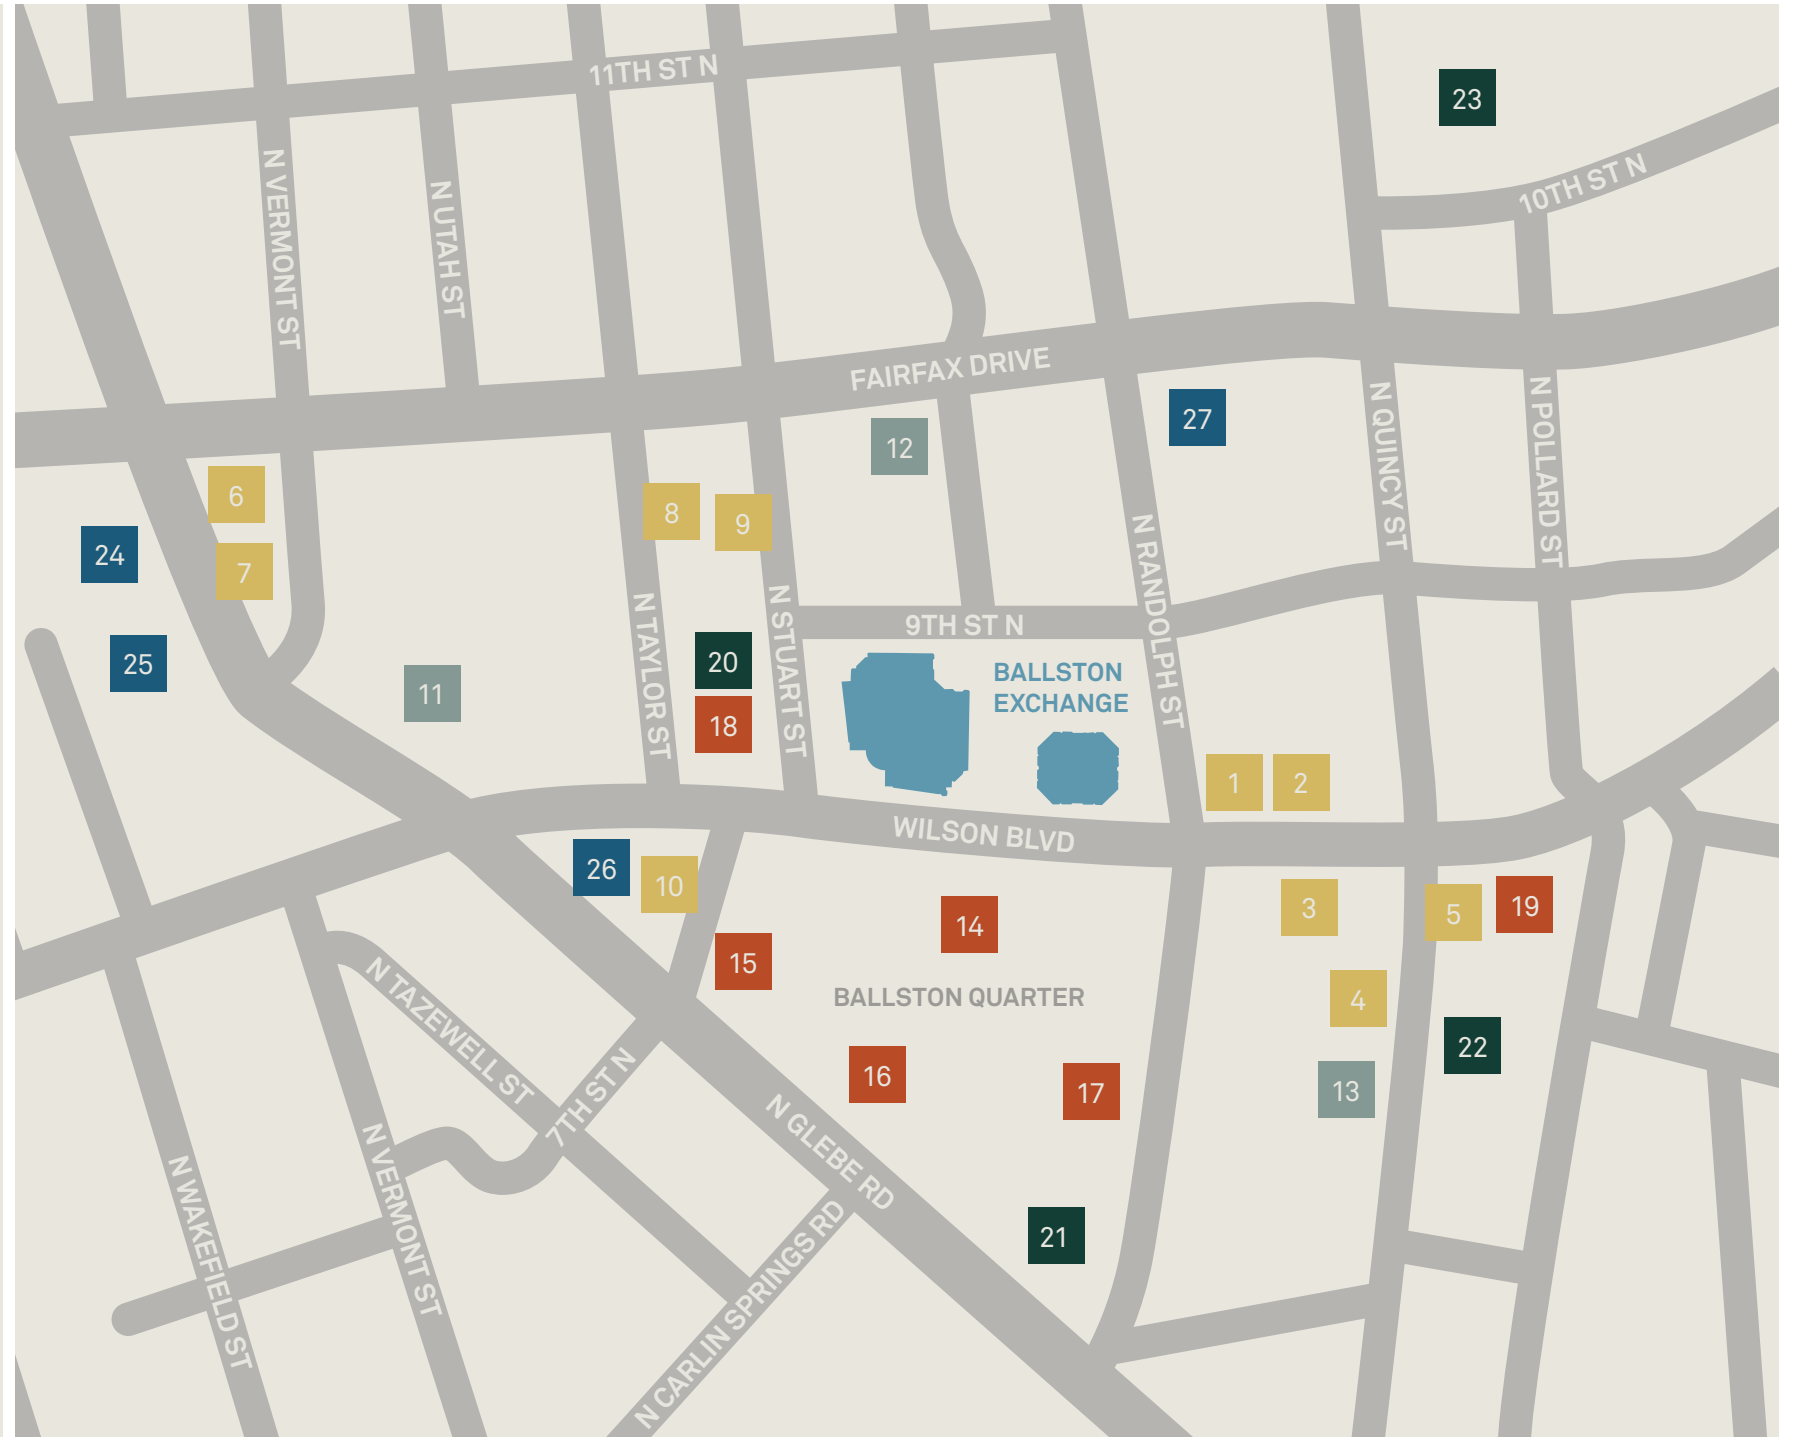 11TH ST N
23
N VERMONT ST
N UTAH ST
10TH ST N
FAIRFAX DRIVE
N QUINCY ST
N POLLARD ST
27
12
6
8
9
24
7
N RANDOLPH ST
N TAYLOR ST
N STUART ST
9TH ST N
25
11
20
18
BALLSTON
EXCHANGE
1
2
WILSON BLVD
26
10
3
5
19
14
15
BALLSTON QUARTER
4
N TAZEWELL ST
22
7TH ST N
16
17
13
N GLEBE RD
N WAKEFIELD ST
N VERMONT ST
N CARLIN SPRINGS RD
21